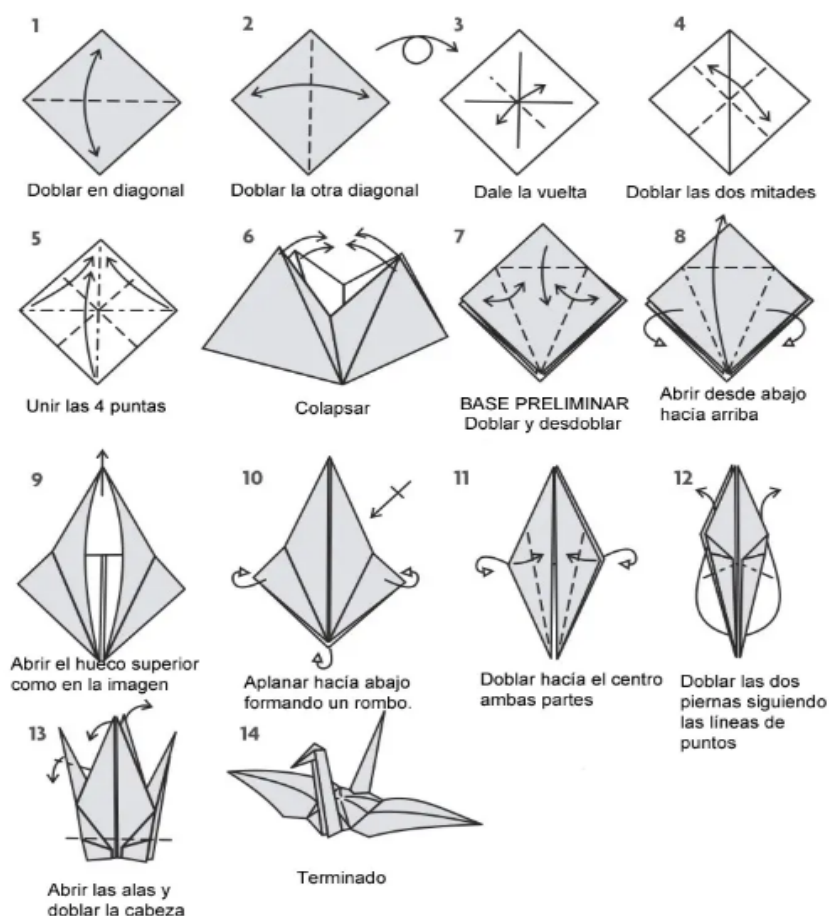 1
Doblar en diagonal
2
Doblar la otra diagonal
3
Dale la vuelta
4
Doblar las dos mitades
5
Unir las 4 puntas
6
Colapsar
7
BASE PRELIMINAR
Doblar y desdoblar
8
Abrir desde abajo
hacia arriba
9
Abrir el hueco superior
como en la imagen
10
Aplanar hacía abajo
formando un rombo.
11
Doblar hacía el centro
ambas partes
12
Doblar las dos
piernas siguiendo
las líneas de
puntos
13
Abrir las alas y
doblar la cabeza
14
Terminado